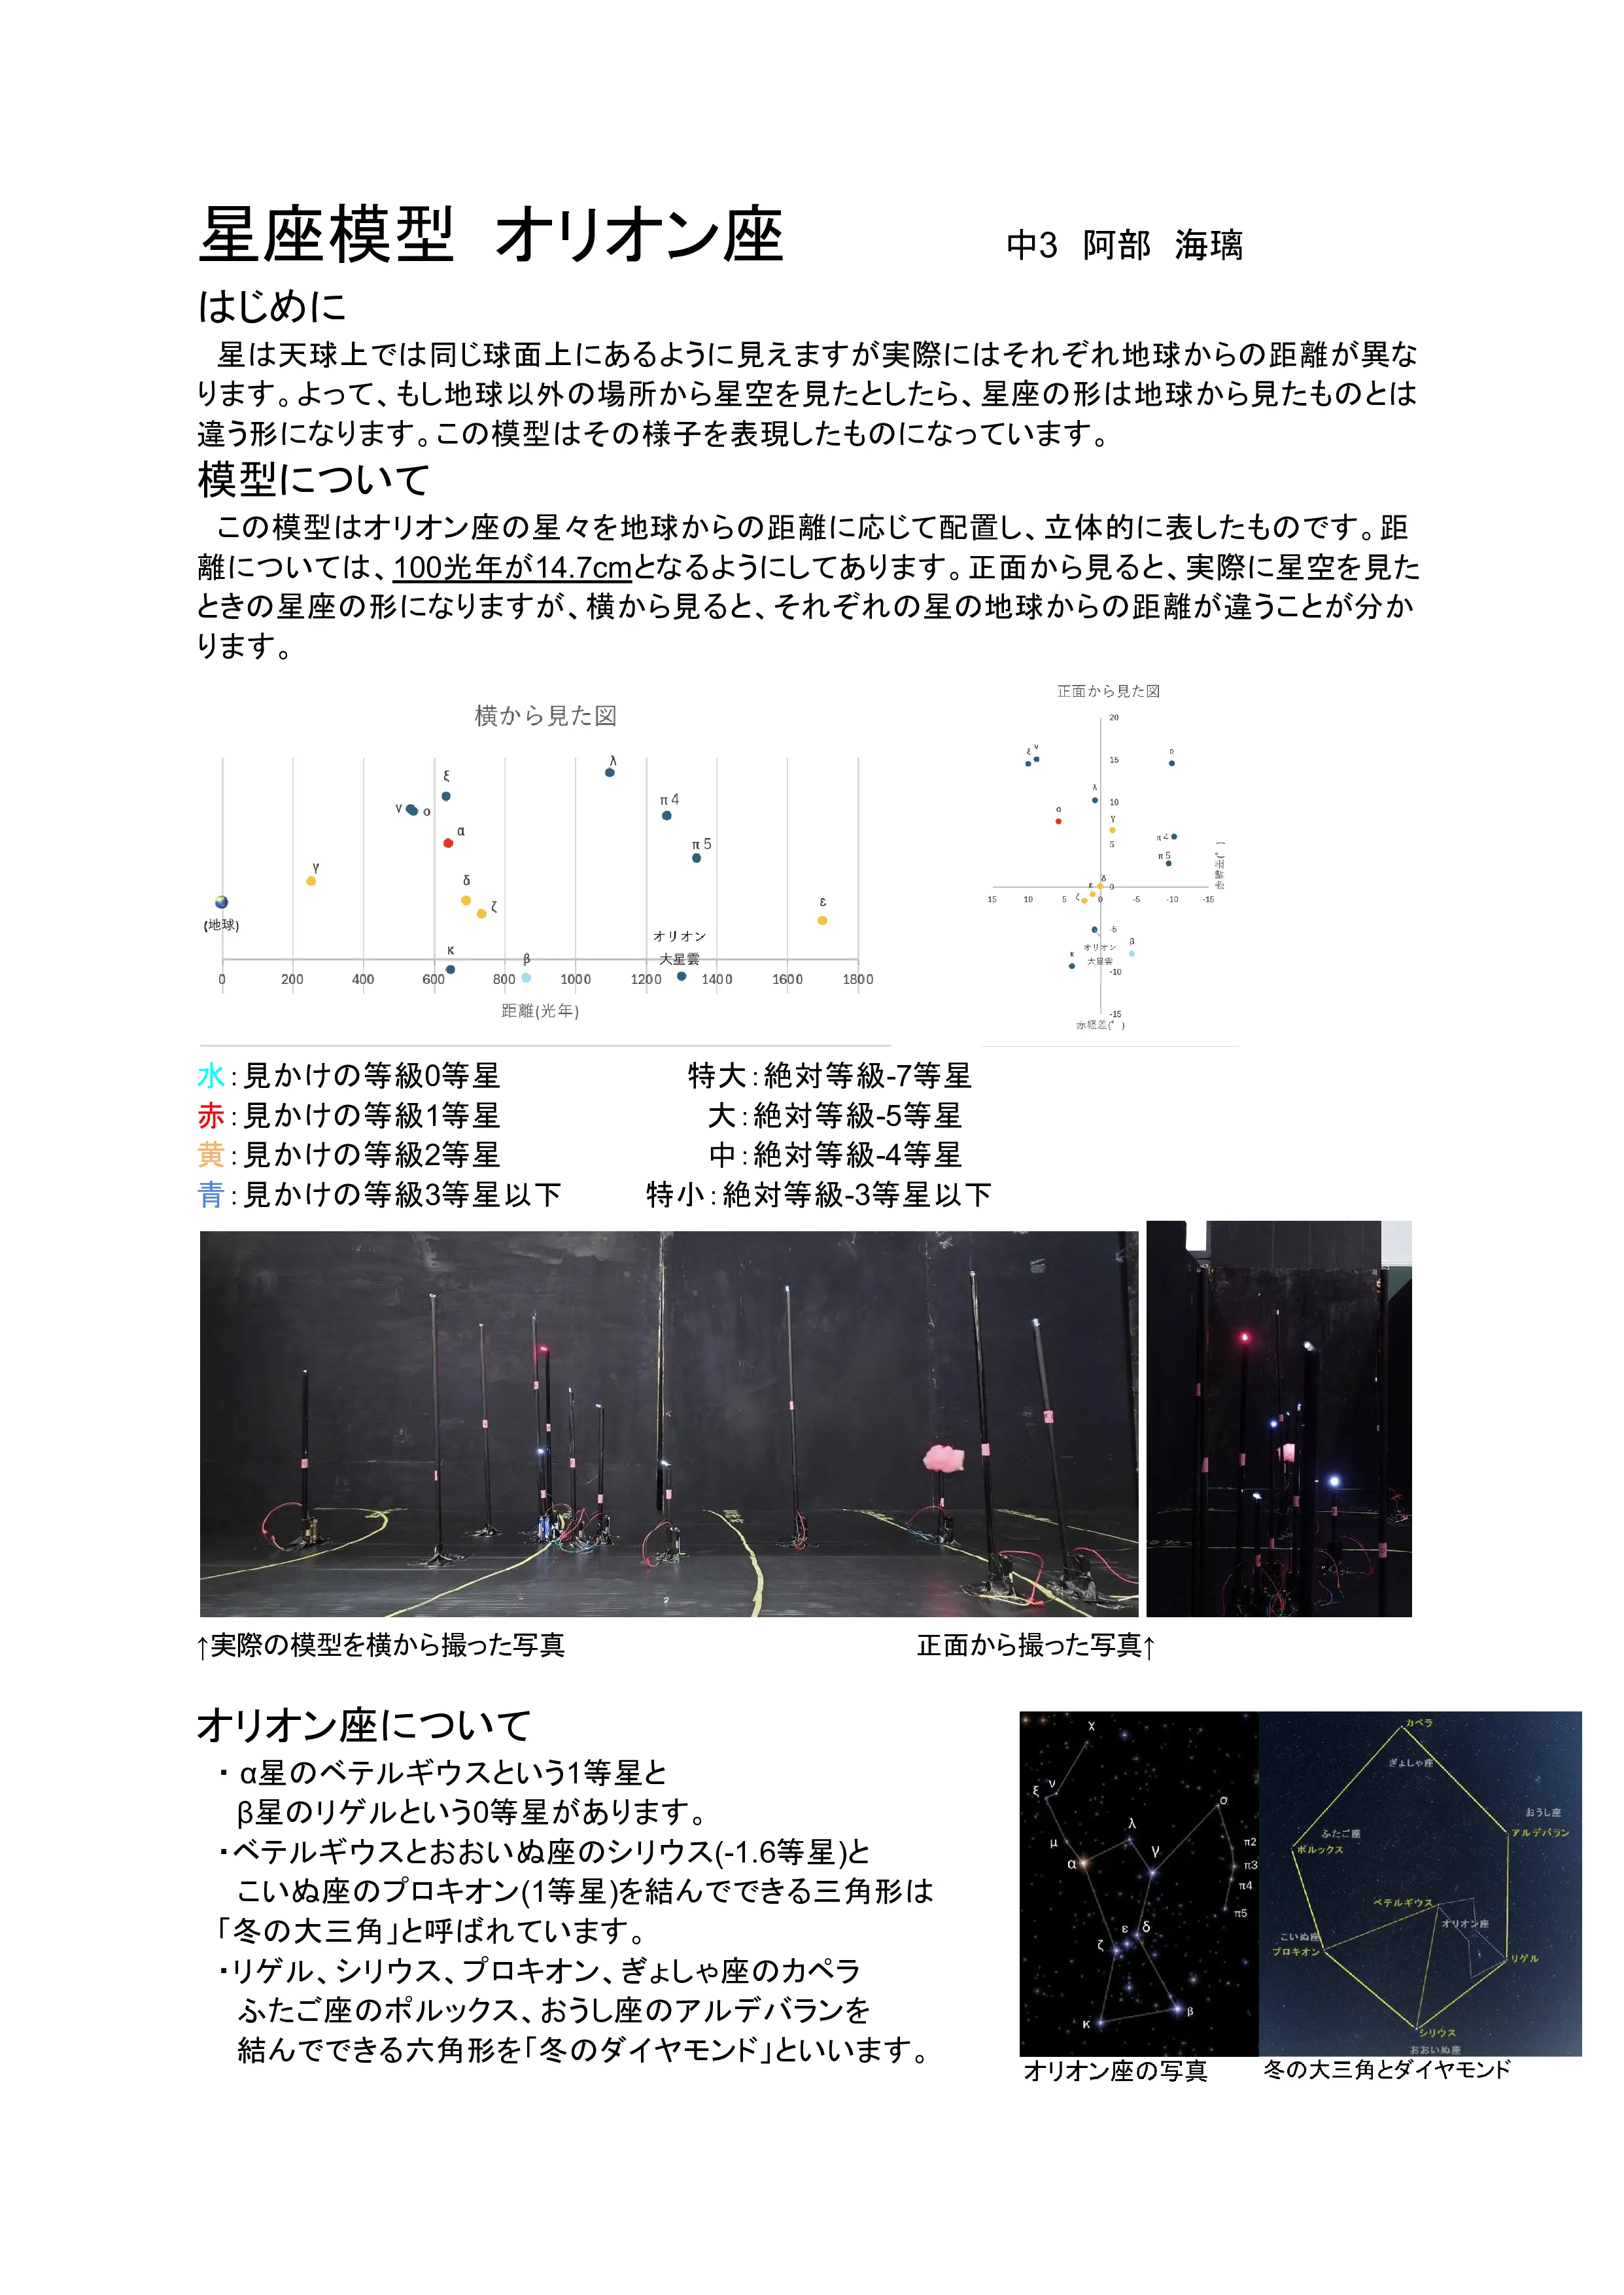 星座模型 オリオン座
中3 阿部 海璃
はじめに
星は天球上では同じ球面上にあるように見えますが実際にはそれぞれ地球からの距離が異な
ります。よって、もし地球以外の場所から星空を見たとしたら、星座の形は地球から見たものとは
違う形になります。この模型はその様子を表現したものになっています。
模型について
この模型はオリオン座の星々を地球からの距離に応じて配置し、立体的に表したものです。距
離については、100光年が14.7cmとなるようにしてあります。正面から見ると、実際に星空を見た
ときの星座の形になりますが、横から見ると、それぞれの星の地球からの距離が違うことが分か
ります。
横から見た図
λ
ξ
π4
ν ο
α
π5
γ
δ
ζ
ε
(地球)
オリオン
大星雲
κ
β
0 200 400 600 800 1000 1200 1400 1600 1800
距離(光年)
正面から見た図
20
ξ ν
ο
15
λ
10
α
γ
π4
5
π5
赤緯差(°)
ε δ
0
ζ
15 10 5 0 -5 -10 -15
-5
オリオン
大星雲
β
κ
-10
-15
赤経差(°)
水:見かけの等級0等星
赤:見かけの等級1等星
黄:見かけの等級2等星
青:見かけの等級3等星以下
特大:絶対等級-7等星
大:絶対等級-5等星
中:絶対等級-4等星
特小:絶対等級-3等星以下
↑実際の模型を横から撮った写真
正面から撮った写真↑
オリオン座について
・α星のベテルギウスという1等星と
β星のリゲルという0等星があります。
・ベテルギウスとおおいぬ座のシリウス(-1.6等星)と
こいぬ座のプロキオン(1等星)を結んでできる三角形は
「冬の大三角」と呼ばれています。
・リゲル、シリウス、プロキオン、ぎょしゃ座のカペラ
ふたご座のポルックス、おうし座のアルデバランを
結んでできる六角形を「冬のダイヤモンド」といいます。
χ
ξ ν
ο
λ
μ
γ
π2
α
π3
π4
π5
ε δ
ζ
β
κ
オリオン座の写真
カペラ
ぎょしゃ座
おうし座
アルデバラン
ふたご座
ポルックス
ベテルギウス
オリオン座
こいぬ座
プロキオン
リゲル
シリウス
おおいぬ座
冬の大三角とダイヤモンド